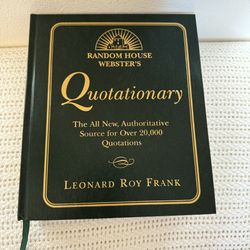 RANDOM HOUSE
WEBSTER'S
Quotationary
The All New, Authoritative
Source for Over 20,000
Quotations
LEONARD ROY FRANK